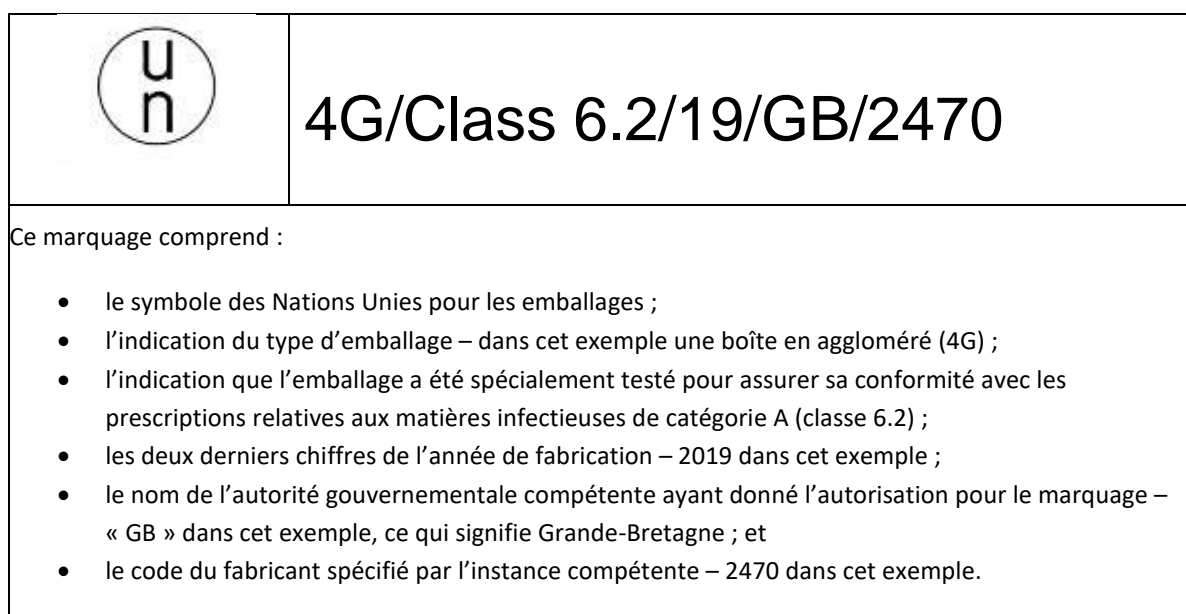 u
n
4G/Class 6.2/19/GB/2470
Ce marquage comprend :
• le symbole des Nations Unies pour les emballages ;
• l’indication du type d’emballage – dans cet exemple une boîte en aggloméré (4G) ;
• l’indication que l’emballage a été spécialement testé pour assurer sa conformité avec les
prescriptions relatives aux matières infectieuses de catégorie A (classe 6.2) ;
• les deux derniers chiffres de l’année de fabrication – 2019 dans cet exemple ;
• le nom de l’autorité gouvernementale compétente ayant donné l’autorisation pour le marquage –
« GB » dans cet exemple, ce qui signifie Grande-Bretagne ; et
• le code du fabricant spécifié par l’instance compétente – 2470 dans cet exemple.